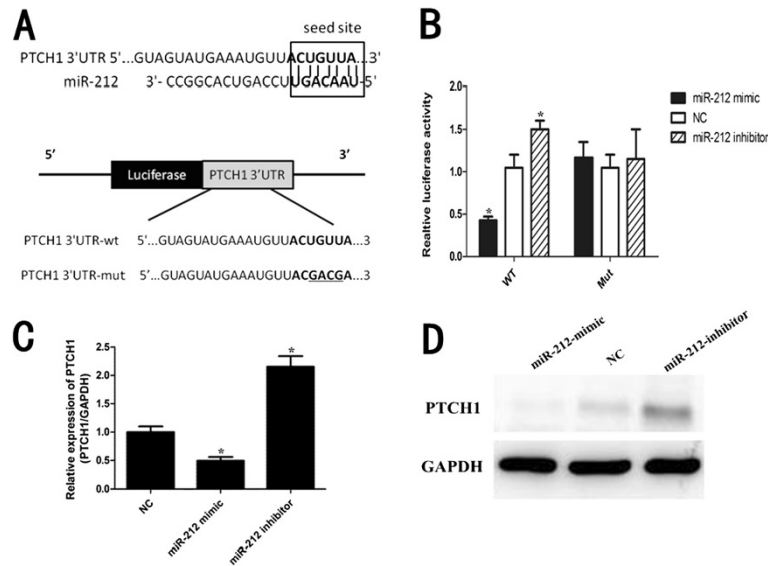 A
seed site
PTCH1 3'UTR 5'...GUAGUAUGAAAUGUUACUGUUA...3'
miR-212 3'- CCGGCACUGACCUUGACAAU-5'
5' 3'
Luciferase PTCH1 3'UTR
PTCH1 3'UTR-wt 5'...GUAGUAUGAAAUGUUACUGUUA...3
PTCH1 3'UTR-mut 5'...GUAGUAUGAAAUGUUACGACGA...3
B
Realtive luciferase activity
2.0
1.5
1.0
0.5
0.0
*
*
WT
Mut
miR-212 mimic
NC
miR-212 inhibitor
C
Relative expression of PTCH1
(PTCH1/GAPDH)
2.5
2.0
1.5
1.0
0.5
0.0
*
*
NC
miR-212 mimic
miR-212 inhibitor
D
miR-212-mimic
NC
miR-212-inhibitor
PTCH1
GAPDH